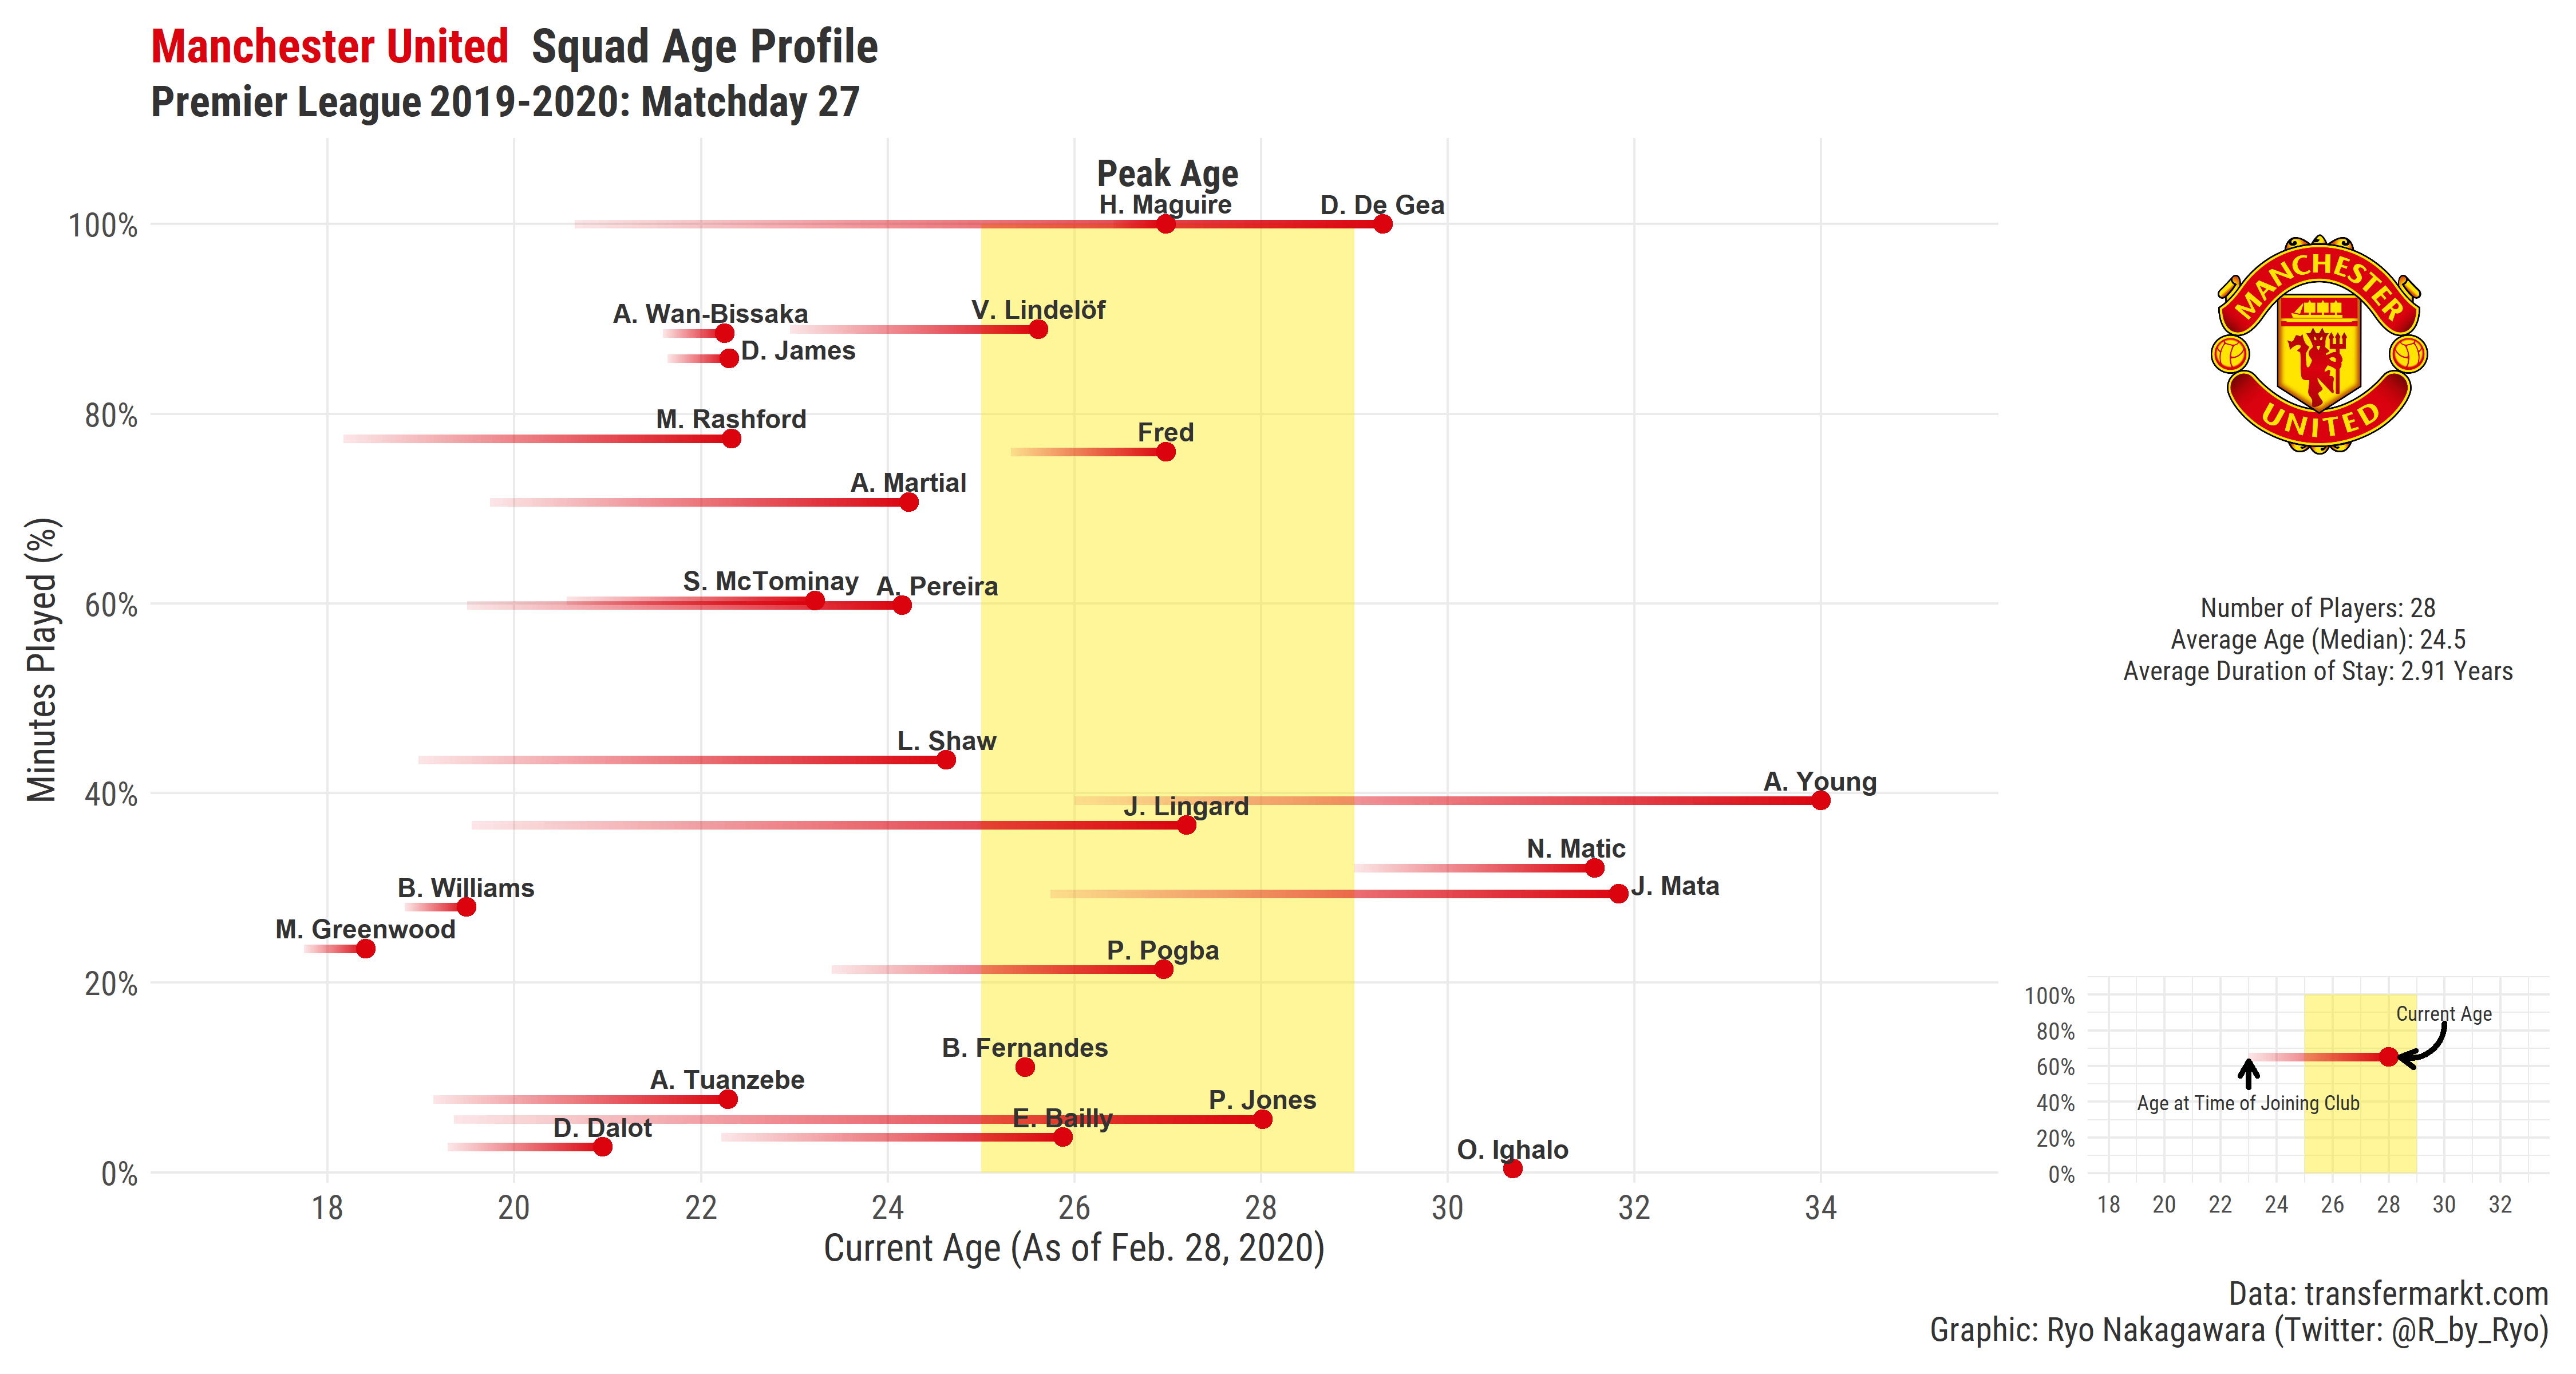 Manchester United Squad Age Profile
Premier League 2019-2020: Matchday 27
Peak Age
H. Maguire
D. De Gea
100%
V. Lindelöf
A. Wan-Bissaka
D. James
80%
M. Rashford
Fred
A. Martial
S. McTominay
A. Pereira
60%
L. Shaw
A. Young
40%
J. Lingard
N. Matic
J. Mata
B. Williams
M. Greenwood
P. Pogba
20%
B. Fernandes
A. Tuanzebe
P. Jones
E. Bailly
D. Dalot
O. Ighalo
0%
Minutes Played (%)
18 20 22 24 26 28 30 32 34
Current Age (As of Feb. 28, 2020)
MANCHESTER
UNITED
Number of Players: 28
Average Age (Median): 24.5
Average Duration of Stay: 2.91 Years
100%
Current Age
80%
60%
40%
Age at Time of Joining Club
20%
0%
18 20 22 24 26 28 30 32
Data: transfermarkt.com
Graphic: Ryo Nakagawara (Twitter: @R_by_Ryo)